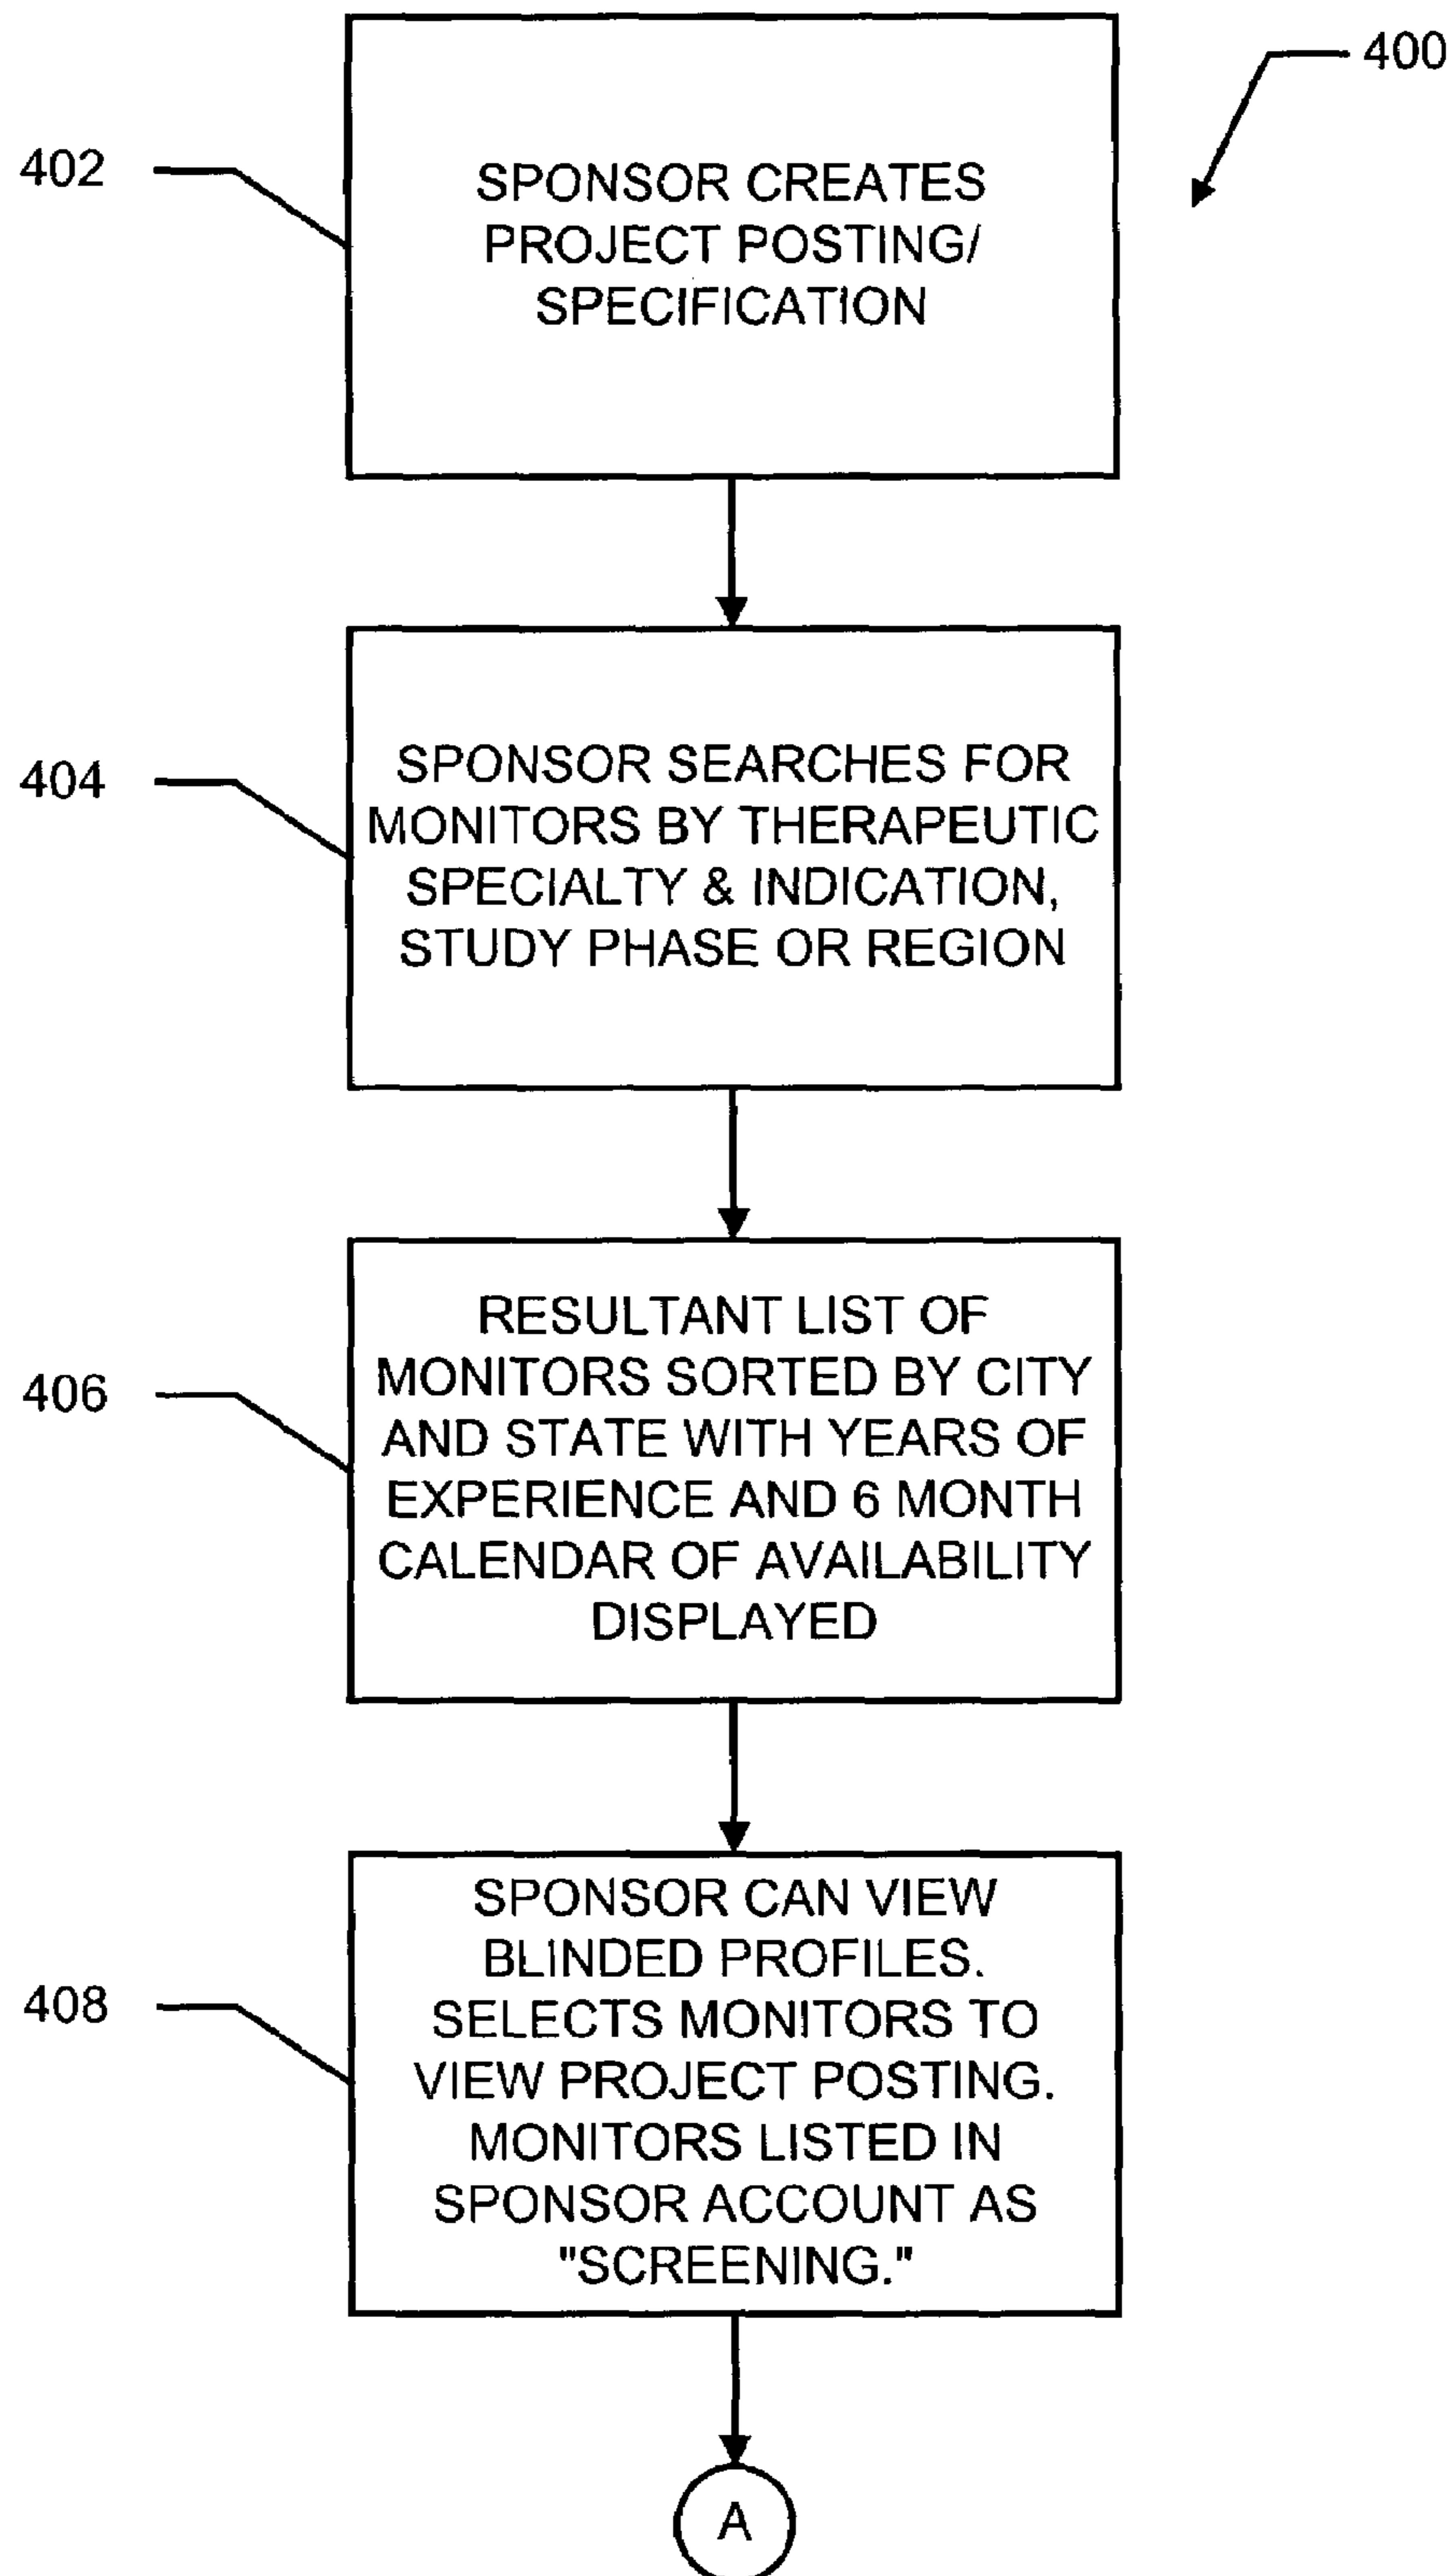 400
402
SPONSOR CREATES
PROJECT POSTING/
SPECIFICATION
404
SPONSOR SEARCHES FOR
MONITORS BY THERAPEUTIC
SPECIALTY & INDICATION,
STUDY PHASE OR REGION
406
RESULTANT LIST OF
MONITORS SORTED BY CITY
AND STATE WITH YEARS OF
EXPERIENCE AND 6 MONTH
CALENDAR OF AVAILABILITY
DISPLAYED
408
SPONSOR CAN VIEW
BLINDED PROFILES.
SELECTS MONITORS TO
VIEW PROJECT POSTING.
MONITORS LISTED IN
SPONSOR ACCOUNT AS
"SCREENING."
A